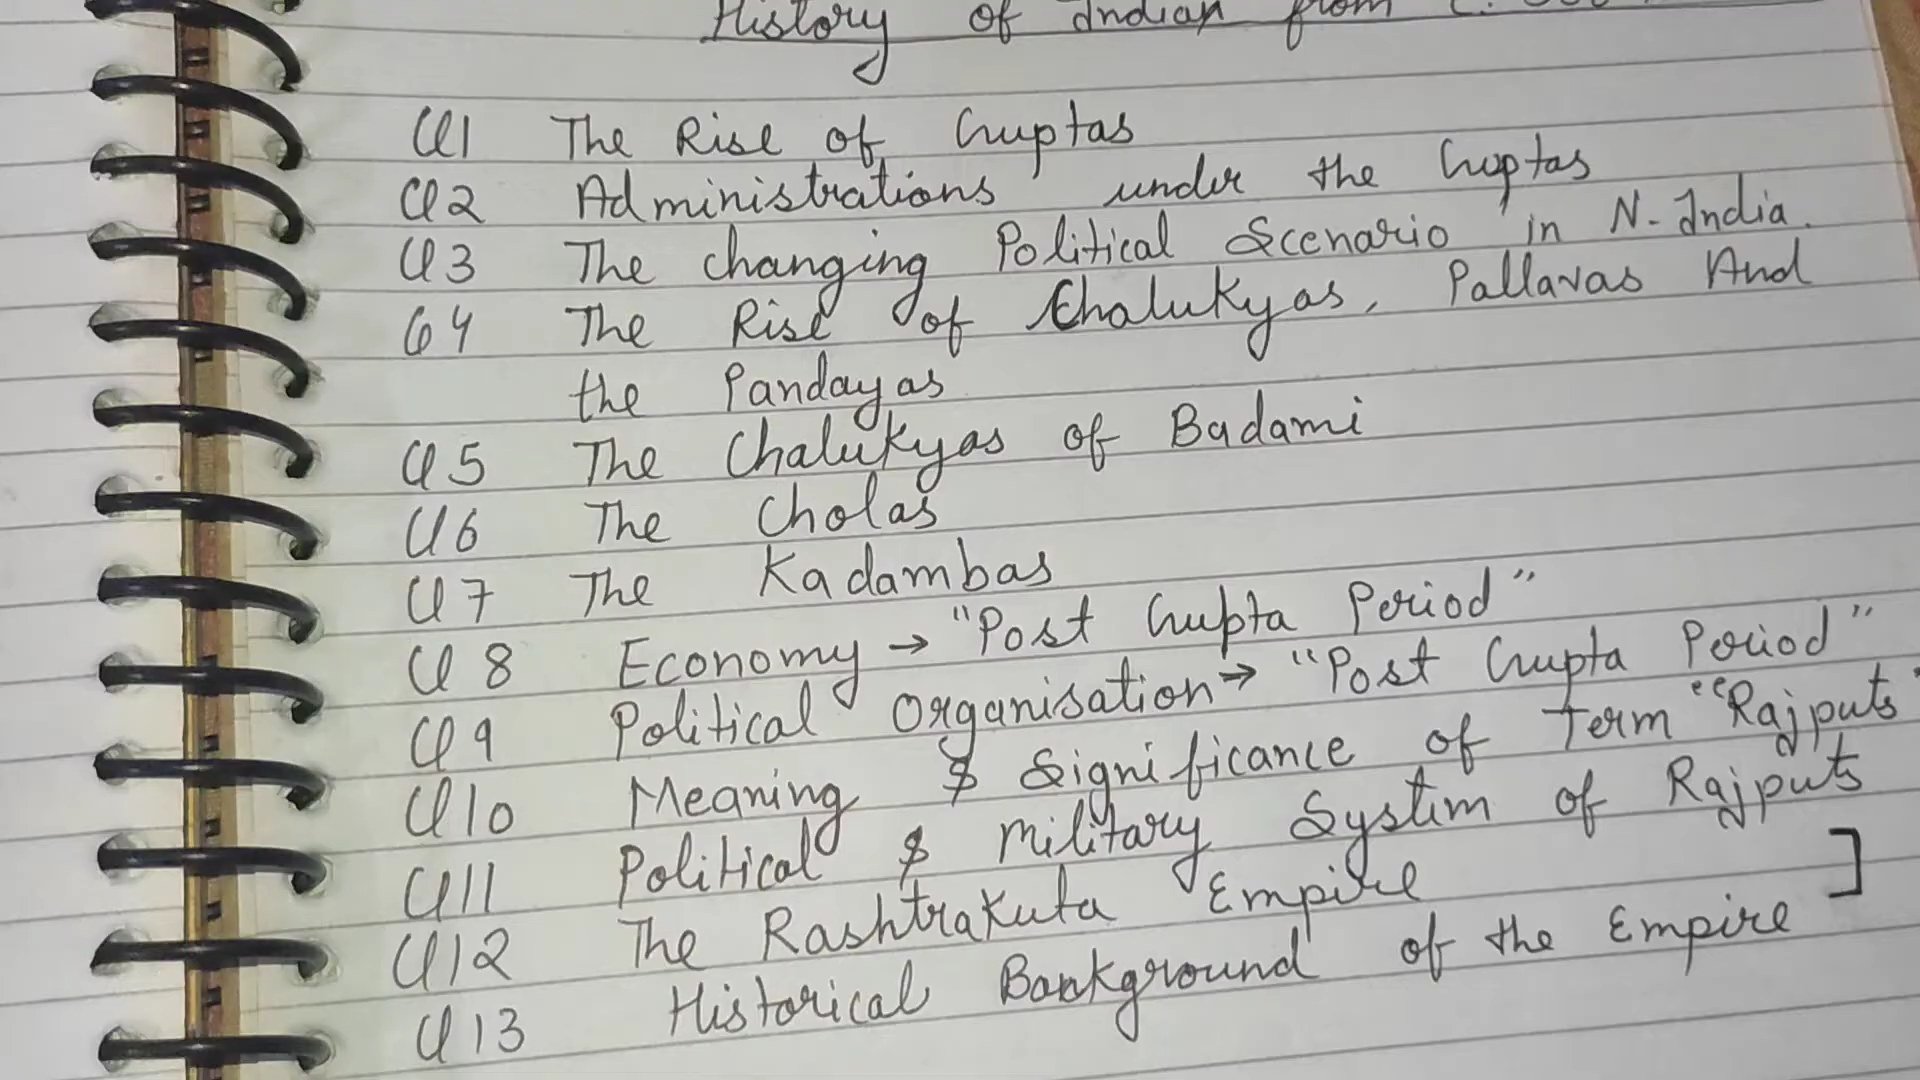 History of Indian from C.
U1 The Rise of Guptas
U2 Administrations under the Guptas
U3 The changing Political Scenario in N. India.
U4 The Rise of Chalukyas, Pallavas And
the Pandayas
U5 The Chalukyas of Badami
U6 The Cholas
U7 The Kadambas
U8 Economy → "Post Gupta Period"
U9 Political Organisation → "Post Gupta Period"
U10 Meaning & Significance of Term "Rajputs"
U11 Political & Military System of Rajputs
U12 The Rashtrakuta Empire ]
U13 Historical Background of the Empire